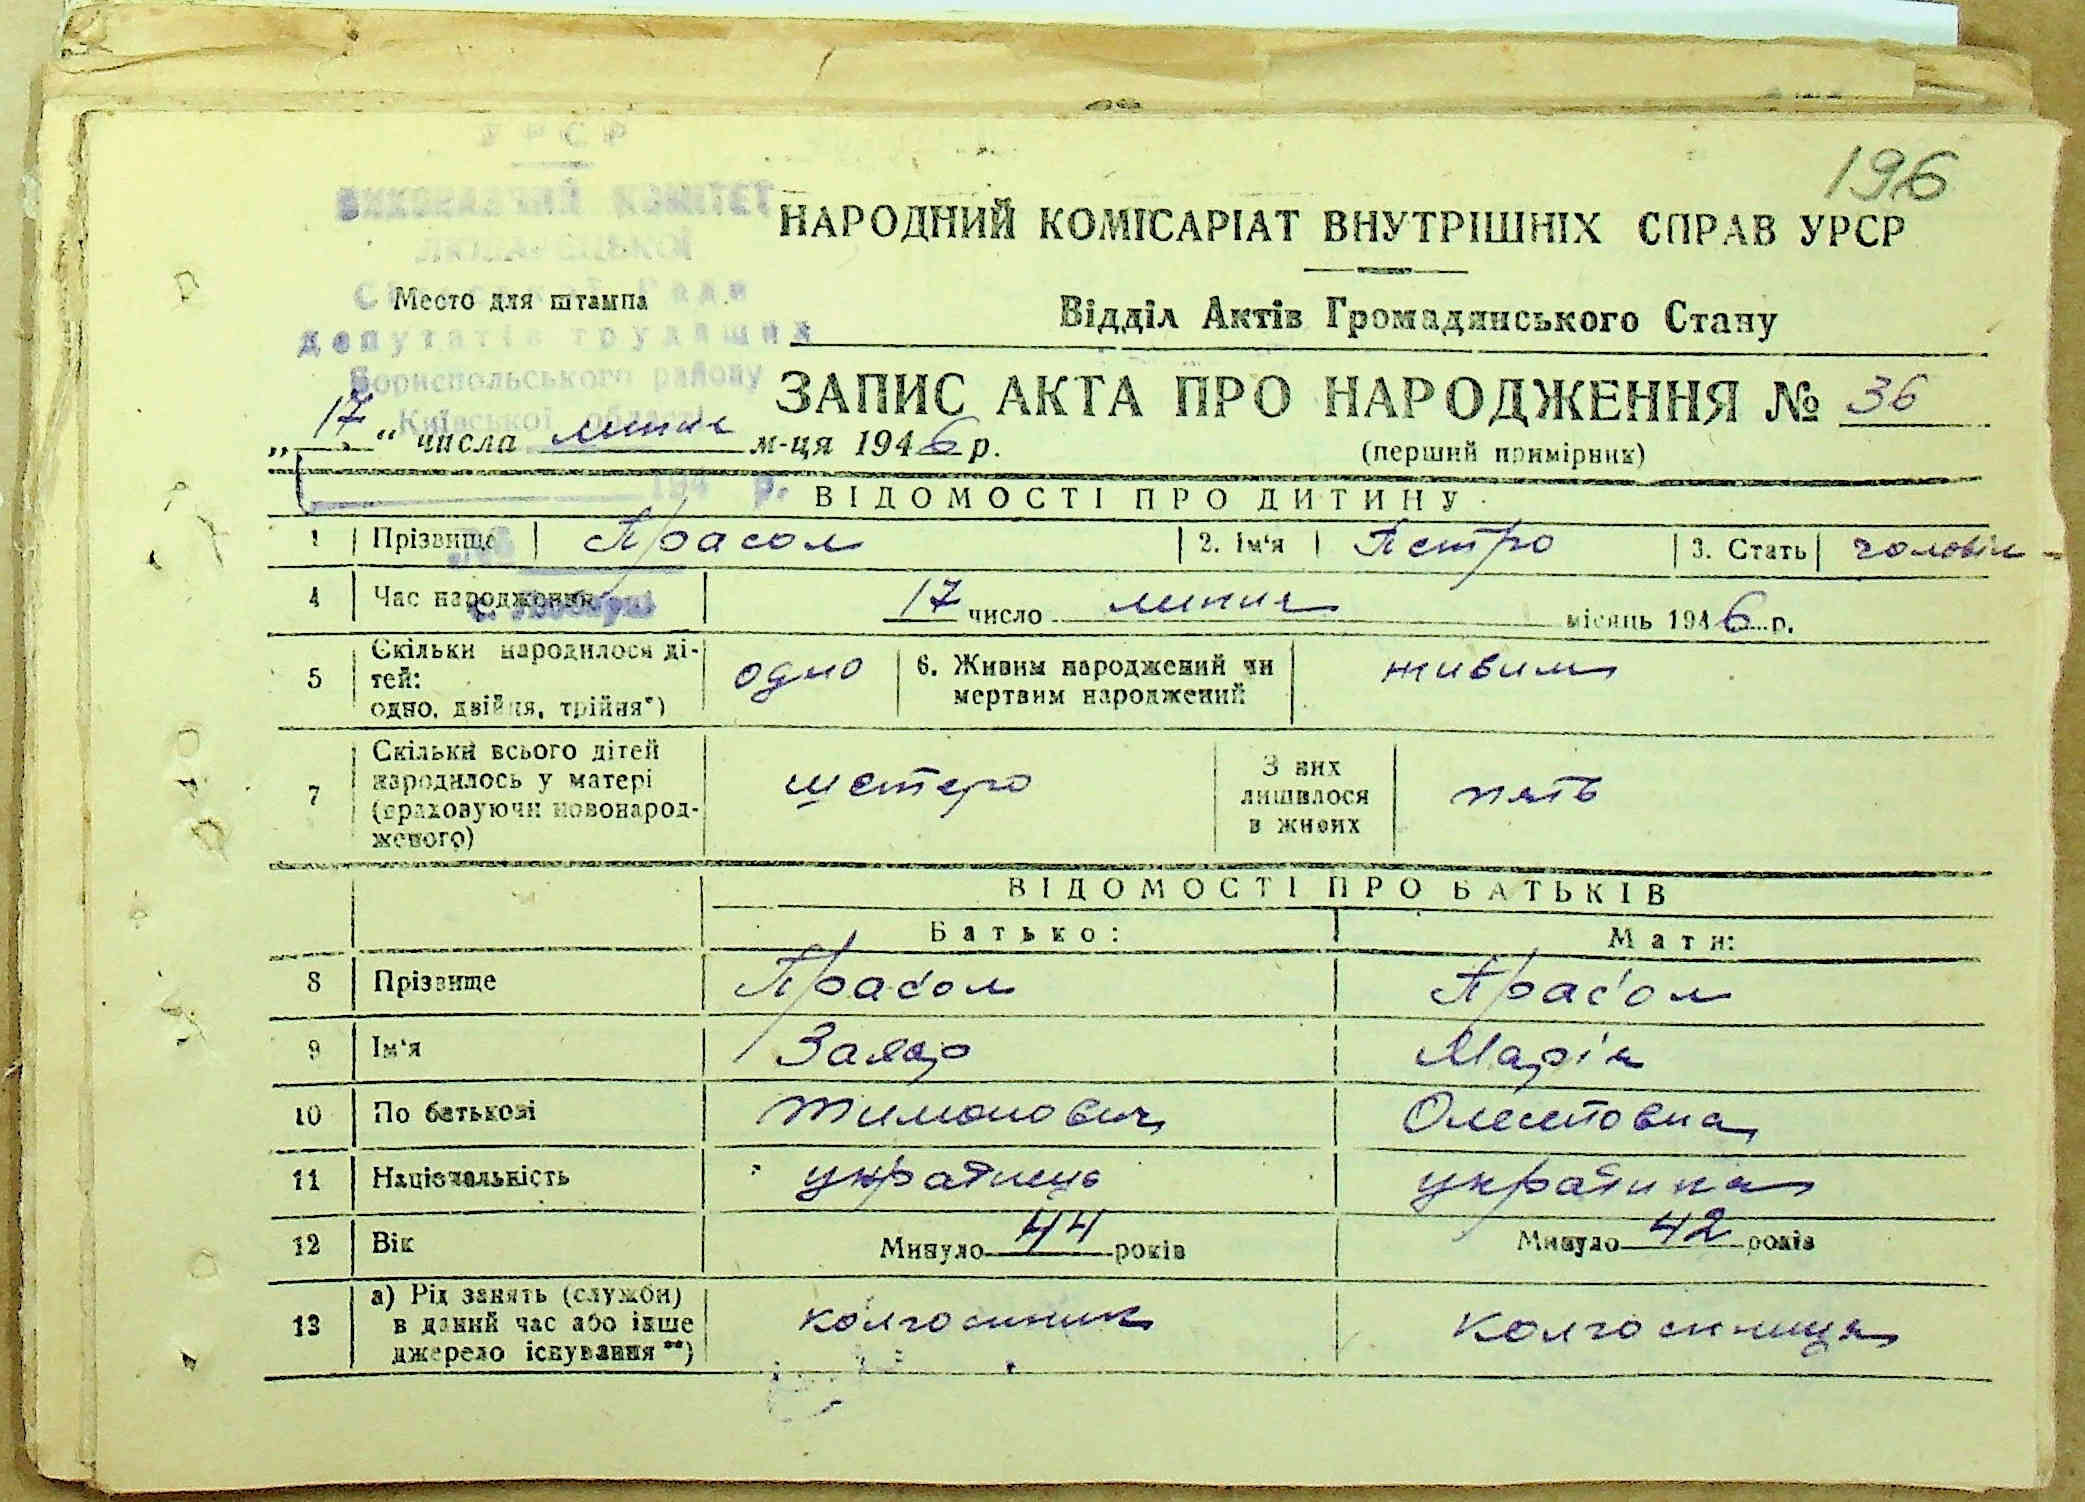 196
УРСР
ВИКОНАВЧИЙ КОМІТЕТ
НАРОДНИЙ КОМІСАРІАТ ВНУТРІШНІХ СПРАВ УРСР
Место для штампа
Відділ Актів Громадянського Стану
депутатів трудящих
Бориспольського району
Київської області
ЗАПИС АКТА ПРО НАРОДЖЕННЯ № 36
(перший примірник)
„17“ числа липня м-ця 1946 р.
194 р.
ВІДОМОСТІ ПРО ДИТИНУ
1 Прізвище Прасол 2. Ім‘я Петро 3. Стать чоловіч
4 Час народження 17 число липня місяць 1946 р.
5 Скільки народилося дітей: одно, двійня, трійня*) одно 6. Живим народжений чи мертвим народжений живим
7 Скільки всього дітей народилось у матері (враховуючи новонародженого) шестеро З них лишилося в живих пять
ВІДОМОСТІ ПРО БАТЬКІВ
Батько: Мати:
8 Прізвище Прасол Прасол
9 Ім‘я Захар Марія
10 По батькові Тимонович
11 Національність українець українка
12 Вік Минуло 44 років Минуло 42 років
13 а) Рід занять (служби) в даний час або інше джерело існування**) колгоспник колгоспниця